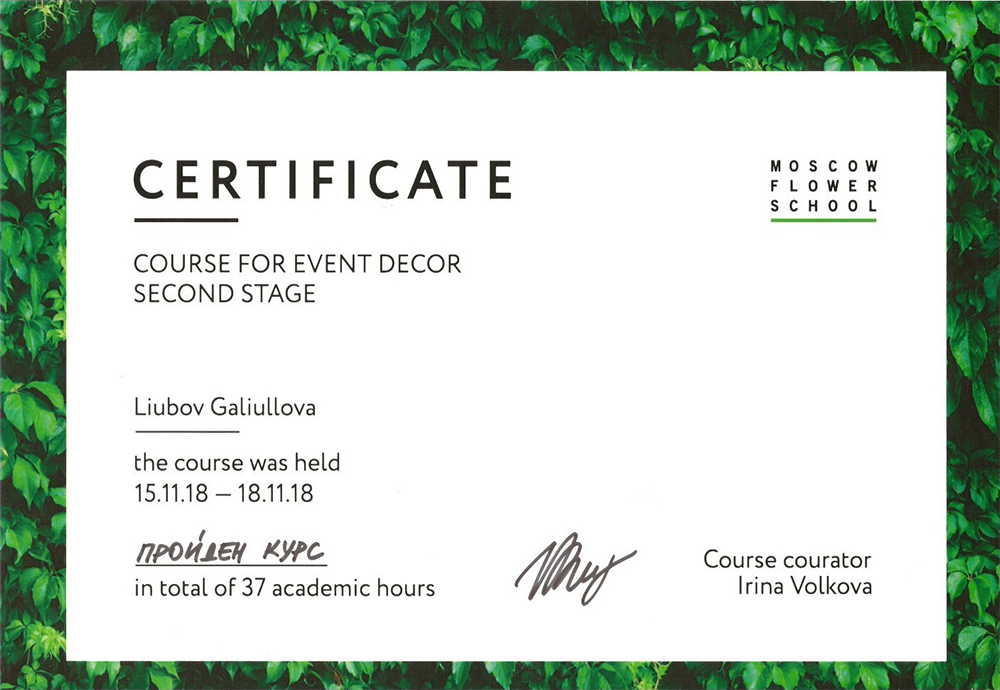 CERTIFICATE
MOSCOW
FLOWER
SCHOOL
COURSE FOR EVENT DECOR
SECOND STAGE
Liubov Galiullova
the course was held
15.11.18 — 18.11.18
ПРОЙДЕН КУРС
in total of 37 academic hours
Course courator
Irina Volkova